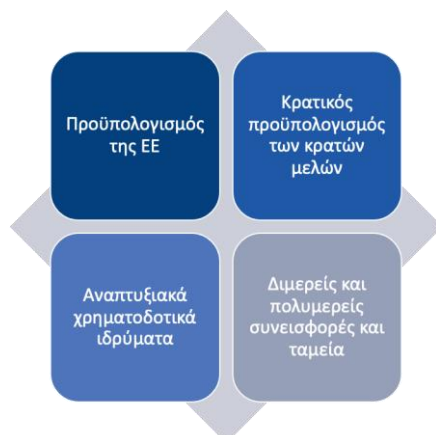 Προϋπολογισμός
της ΕΕ
Κρατικός
προϋπολογισμός
των κρατών
μελών
Αναπτυξιακά
χρηματοδοτικά
ιδρύματα
Διμερείς και
πολυμερείς
συνεισφορές και
ταμεία